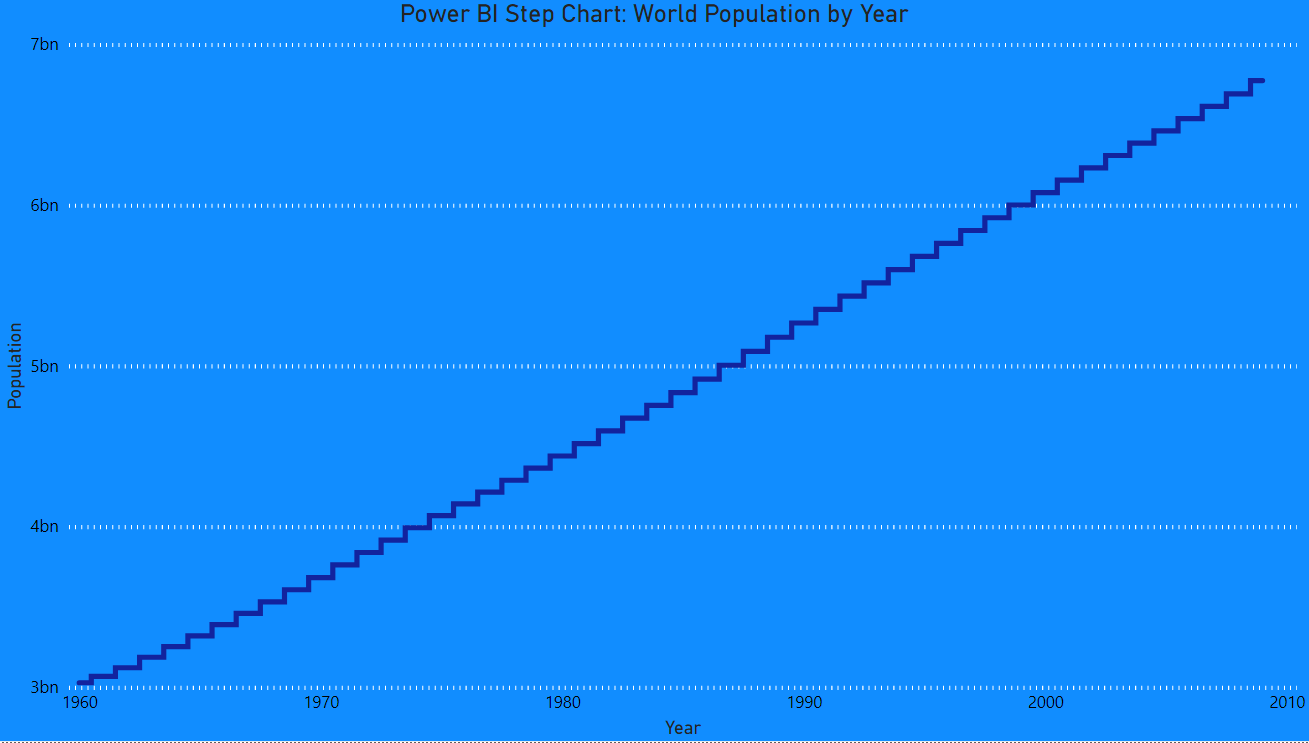 Power BI Step Chart: World Population by Year
7bn
6bn
5bn
4bn
3bn
Population
1960 1970 1980 1990 2000 2010
Year